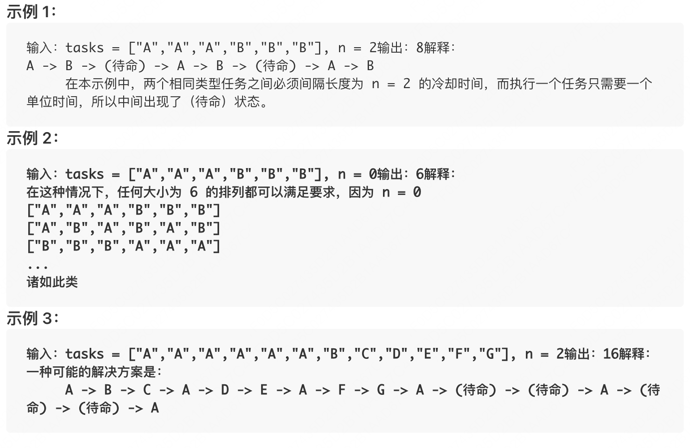 示例 1：
输入：tasks = ["A","A","A","B","B","B"], n = 2输出：8解释：
A -> B -> (待命) -> A -> B -> (待命) -> A -> B
在本示例中，两个相同类型任务之间必须间隔长度为 n = 2 的冷却时间，而执行一个任务只需要一个
单位时间，所以中间出现了（待命）状态。
示例 2：
输入：tasks = ["A","A","A","B","B","B"], n = 0输出：6解释：
在这种情况下，任何大小为 6 的排列都可以满足要求，因为 n = 0
["A","A","A","B","B","B"]
["A","B","A","B","A","B"]
["B","B","B","A","A","A"]
...
诸如此类
示例 3：
输入：tasks = ["A","A","A","A","A","A","B","C","D","E","F","G"], n = 2输出：16解释：
一种可能的解决方案是：
A -> B -> C -> A -> D -> E -> A -> F -> G -> A -> (待命) -> (待命) -> A -> (待
命) -> (待命) -> A